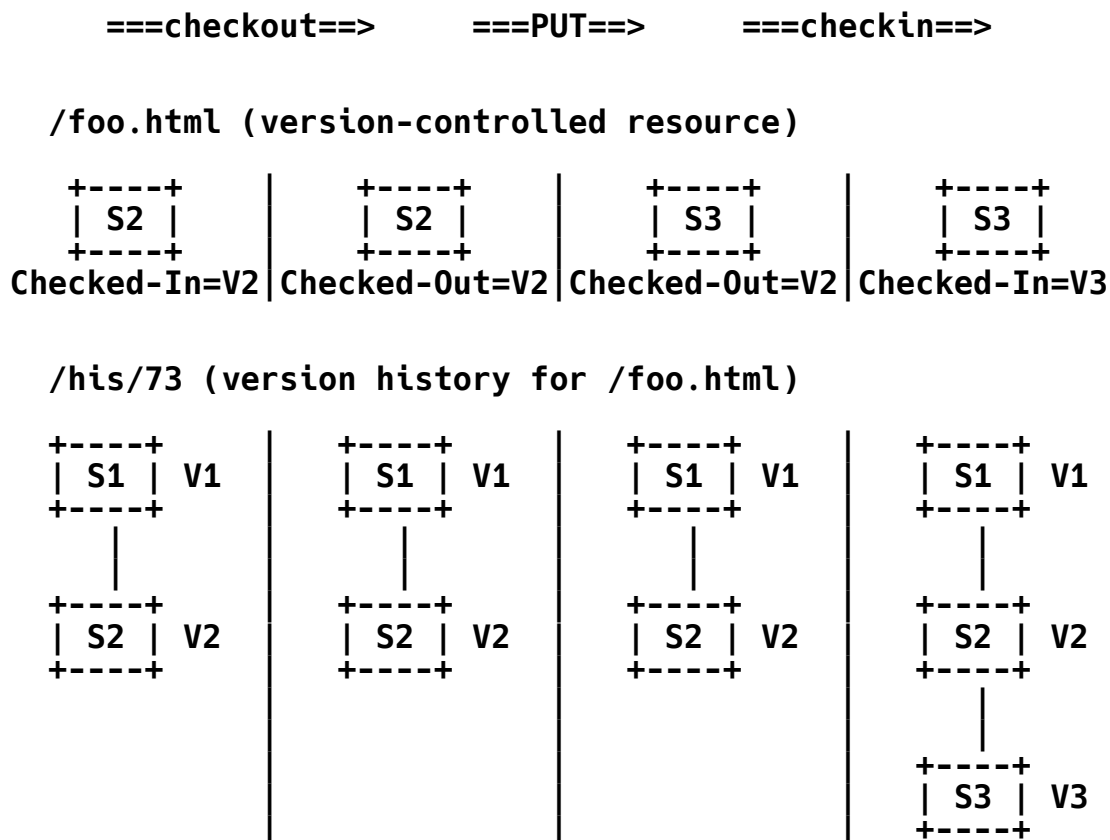 ===checkout==> ===PUT==> ===checkin==>
/foo.html (version-controlled resource)
+----+ | +----+ | +----+ | +----+
| S2 | | | S2 | | | S3 | | | S3 |
+----+ | +----+ | +----+ | +----+
Checked-In=V2|Checked-Out=V2|Checked-Out=V2|Checked-In=V3
/his/73 (version history for /foo.html)
+----+ | +----+ | +----+ | +----+
| S1 | V1 | | S1 | V1 | | S1 | V1 | | S1 | V1
+----+ | +----+ | +----+ | +----+
| | | | | | |
| | | | | | |
+----+ | +----+ | +----+ | +----+
| S2 | V2 | | S2 | V2 | | S2 | V2 | | S2 | V2
+----+ | +----+ | +----+ | +----+
| | | |
| | | |
| | | +----+
| | | | S3 | V3
| | | +----+